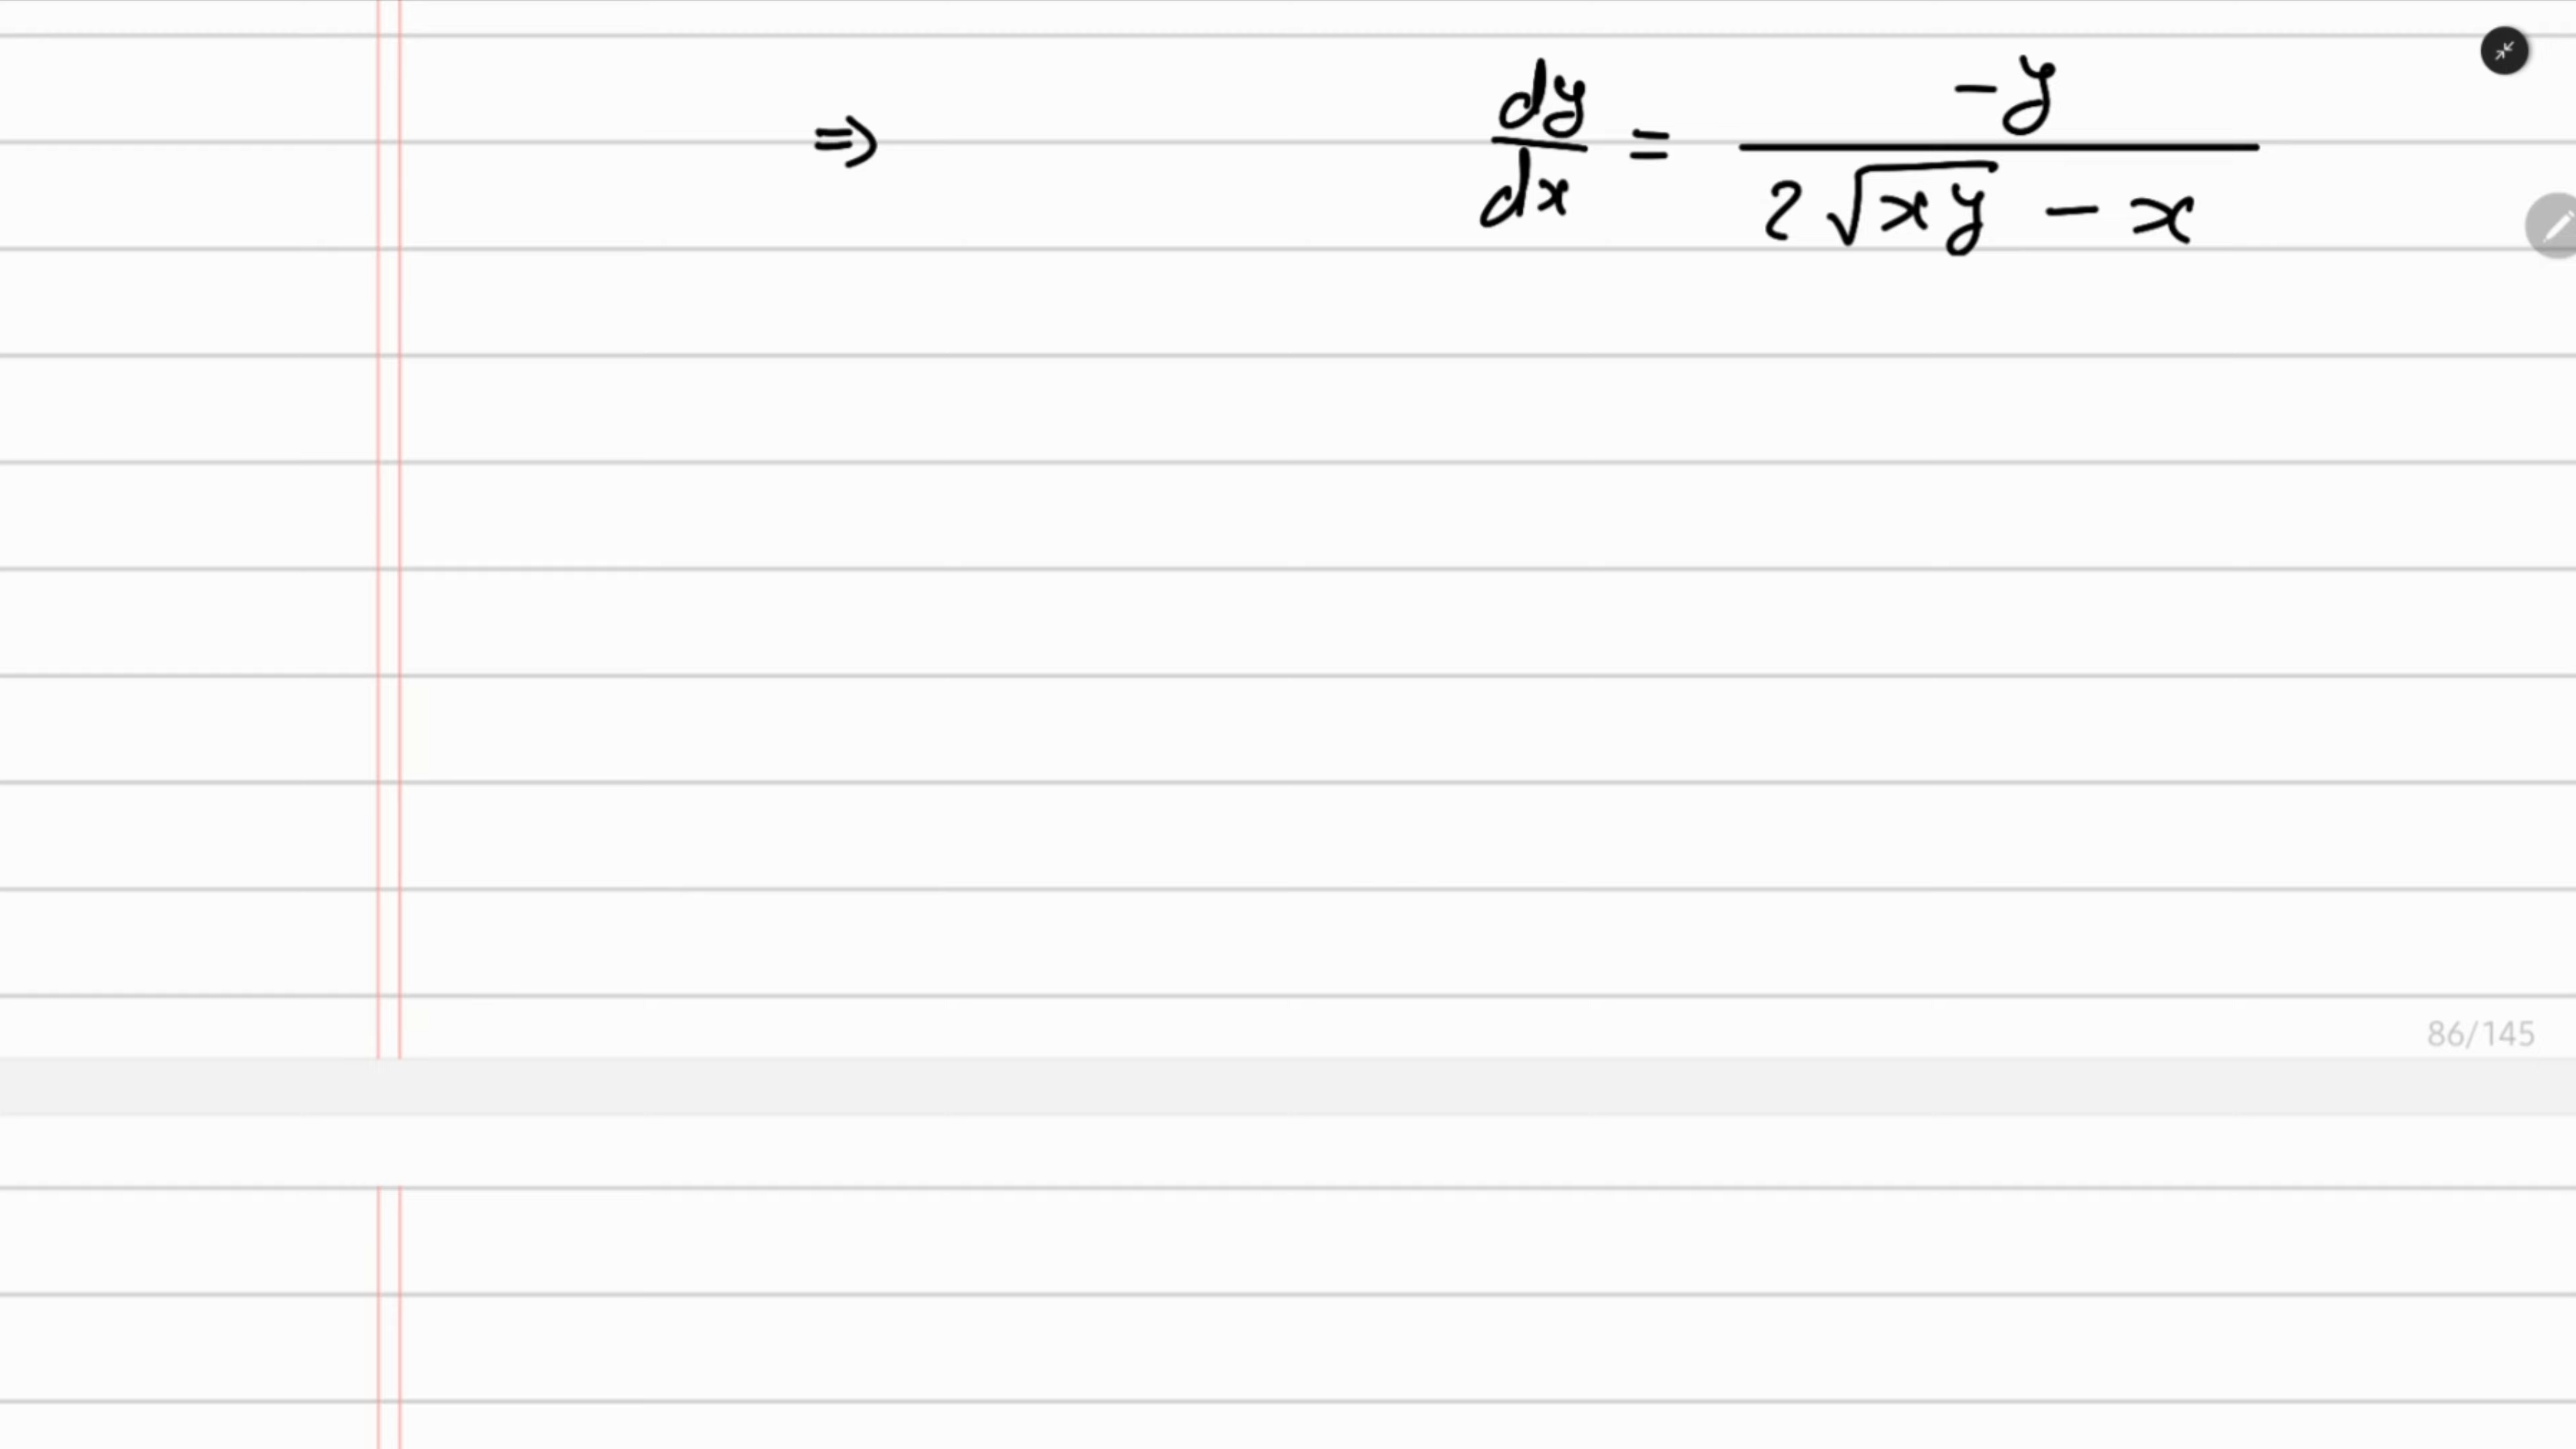 ⇒ dy/dx = -y / (2√(xy) - x)
86/145